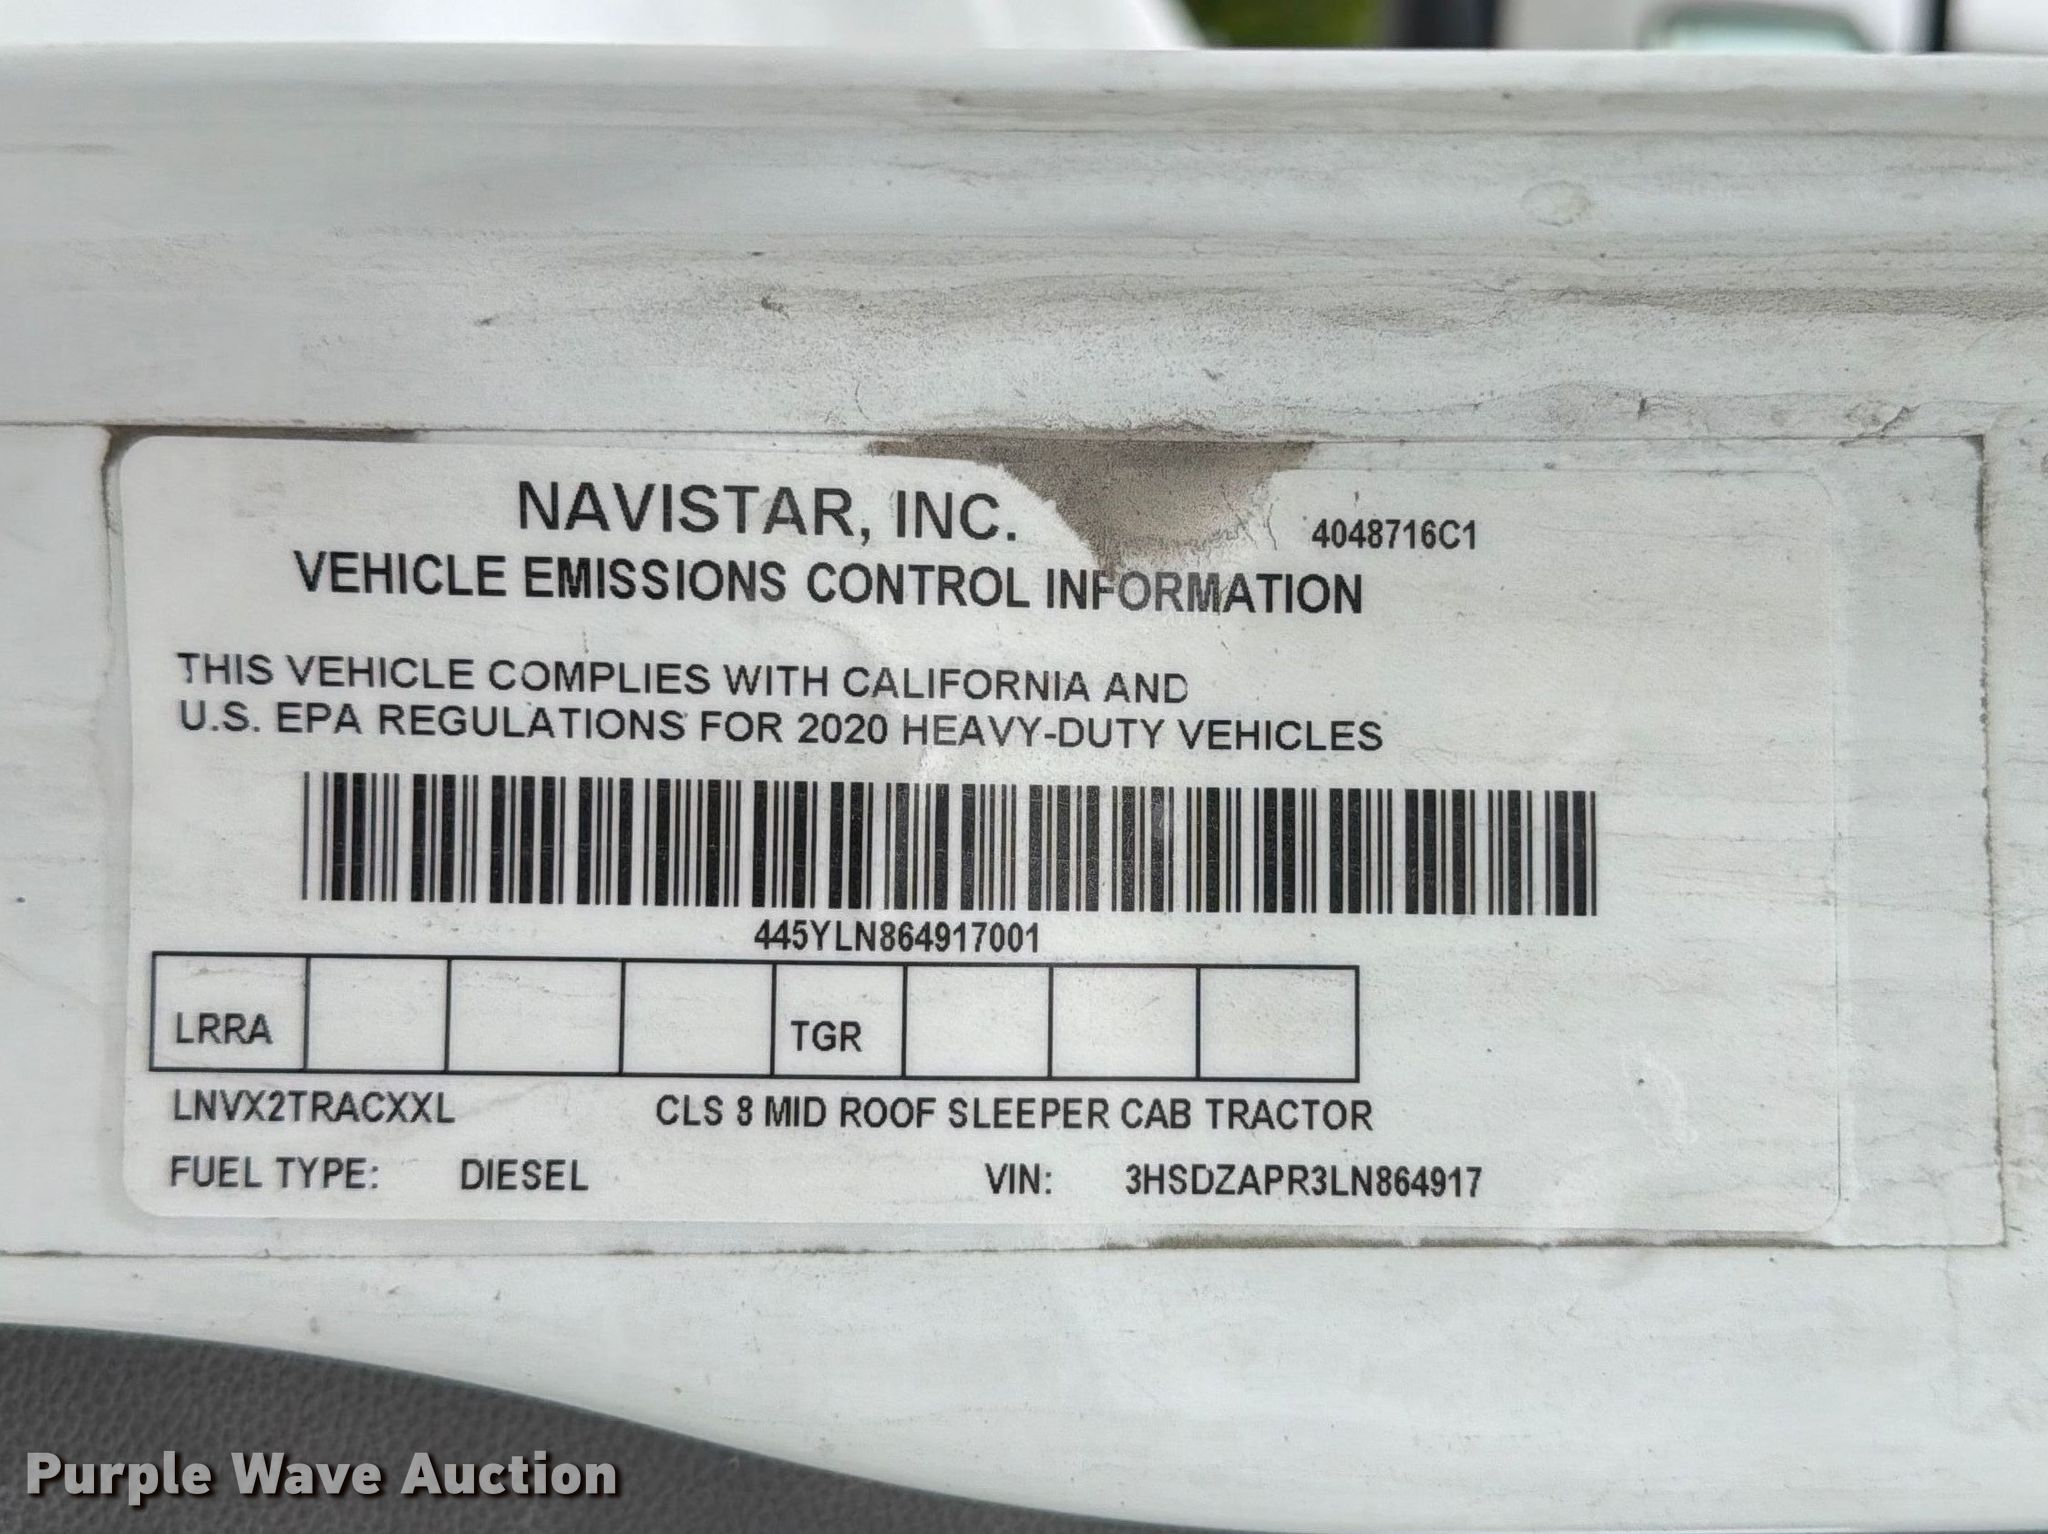 NAVISTAR, INC.
4048716C1
VEHICLE EMISSIONS CONTROL INFORMATION
THIS VEHICLE COMPLIES WITH CALIFORNIA AND
U.S. EPA REGULATIONS FOR 2020 HEAVY-DUTY VEHICLES
445YLN864917001
LRRA TGR
LNVX2TRACXXL CLS 8 MID ROOF SLEEPER CAB TRACTOR
FUEL TYPE: DIESEL VIN: 3HSDZAPR3LN864917
Purple Wave Auction